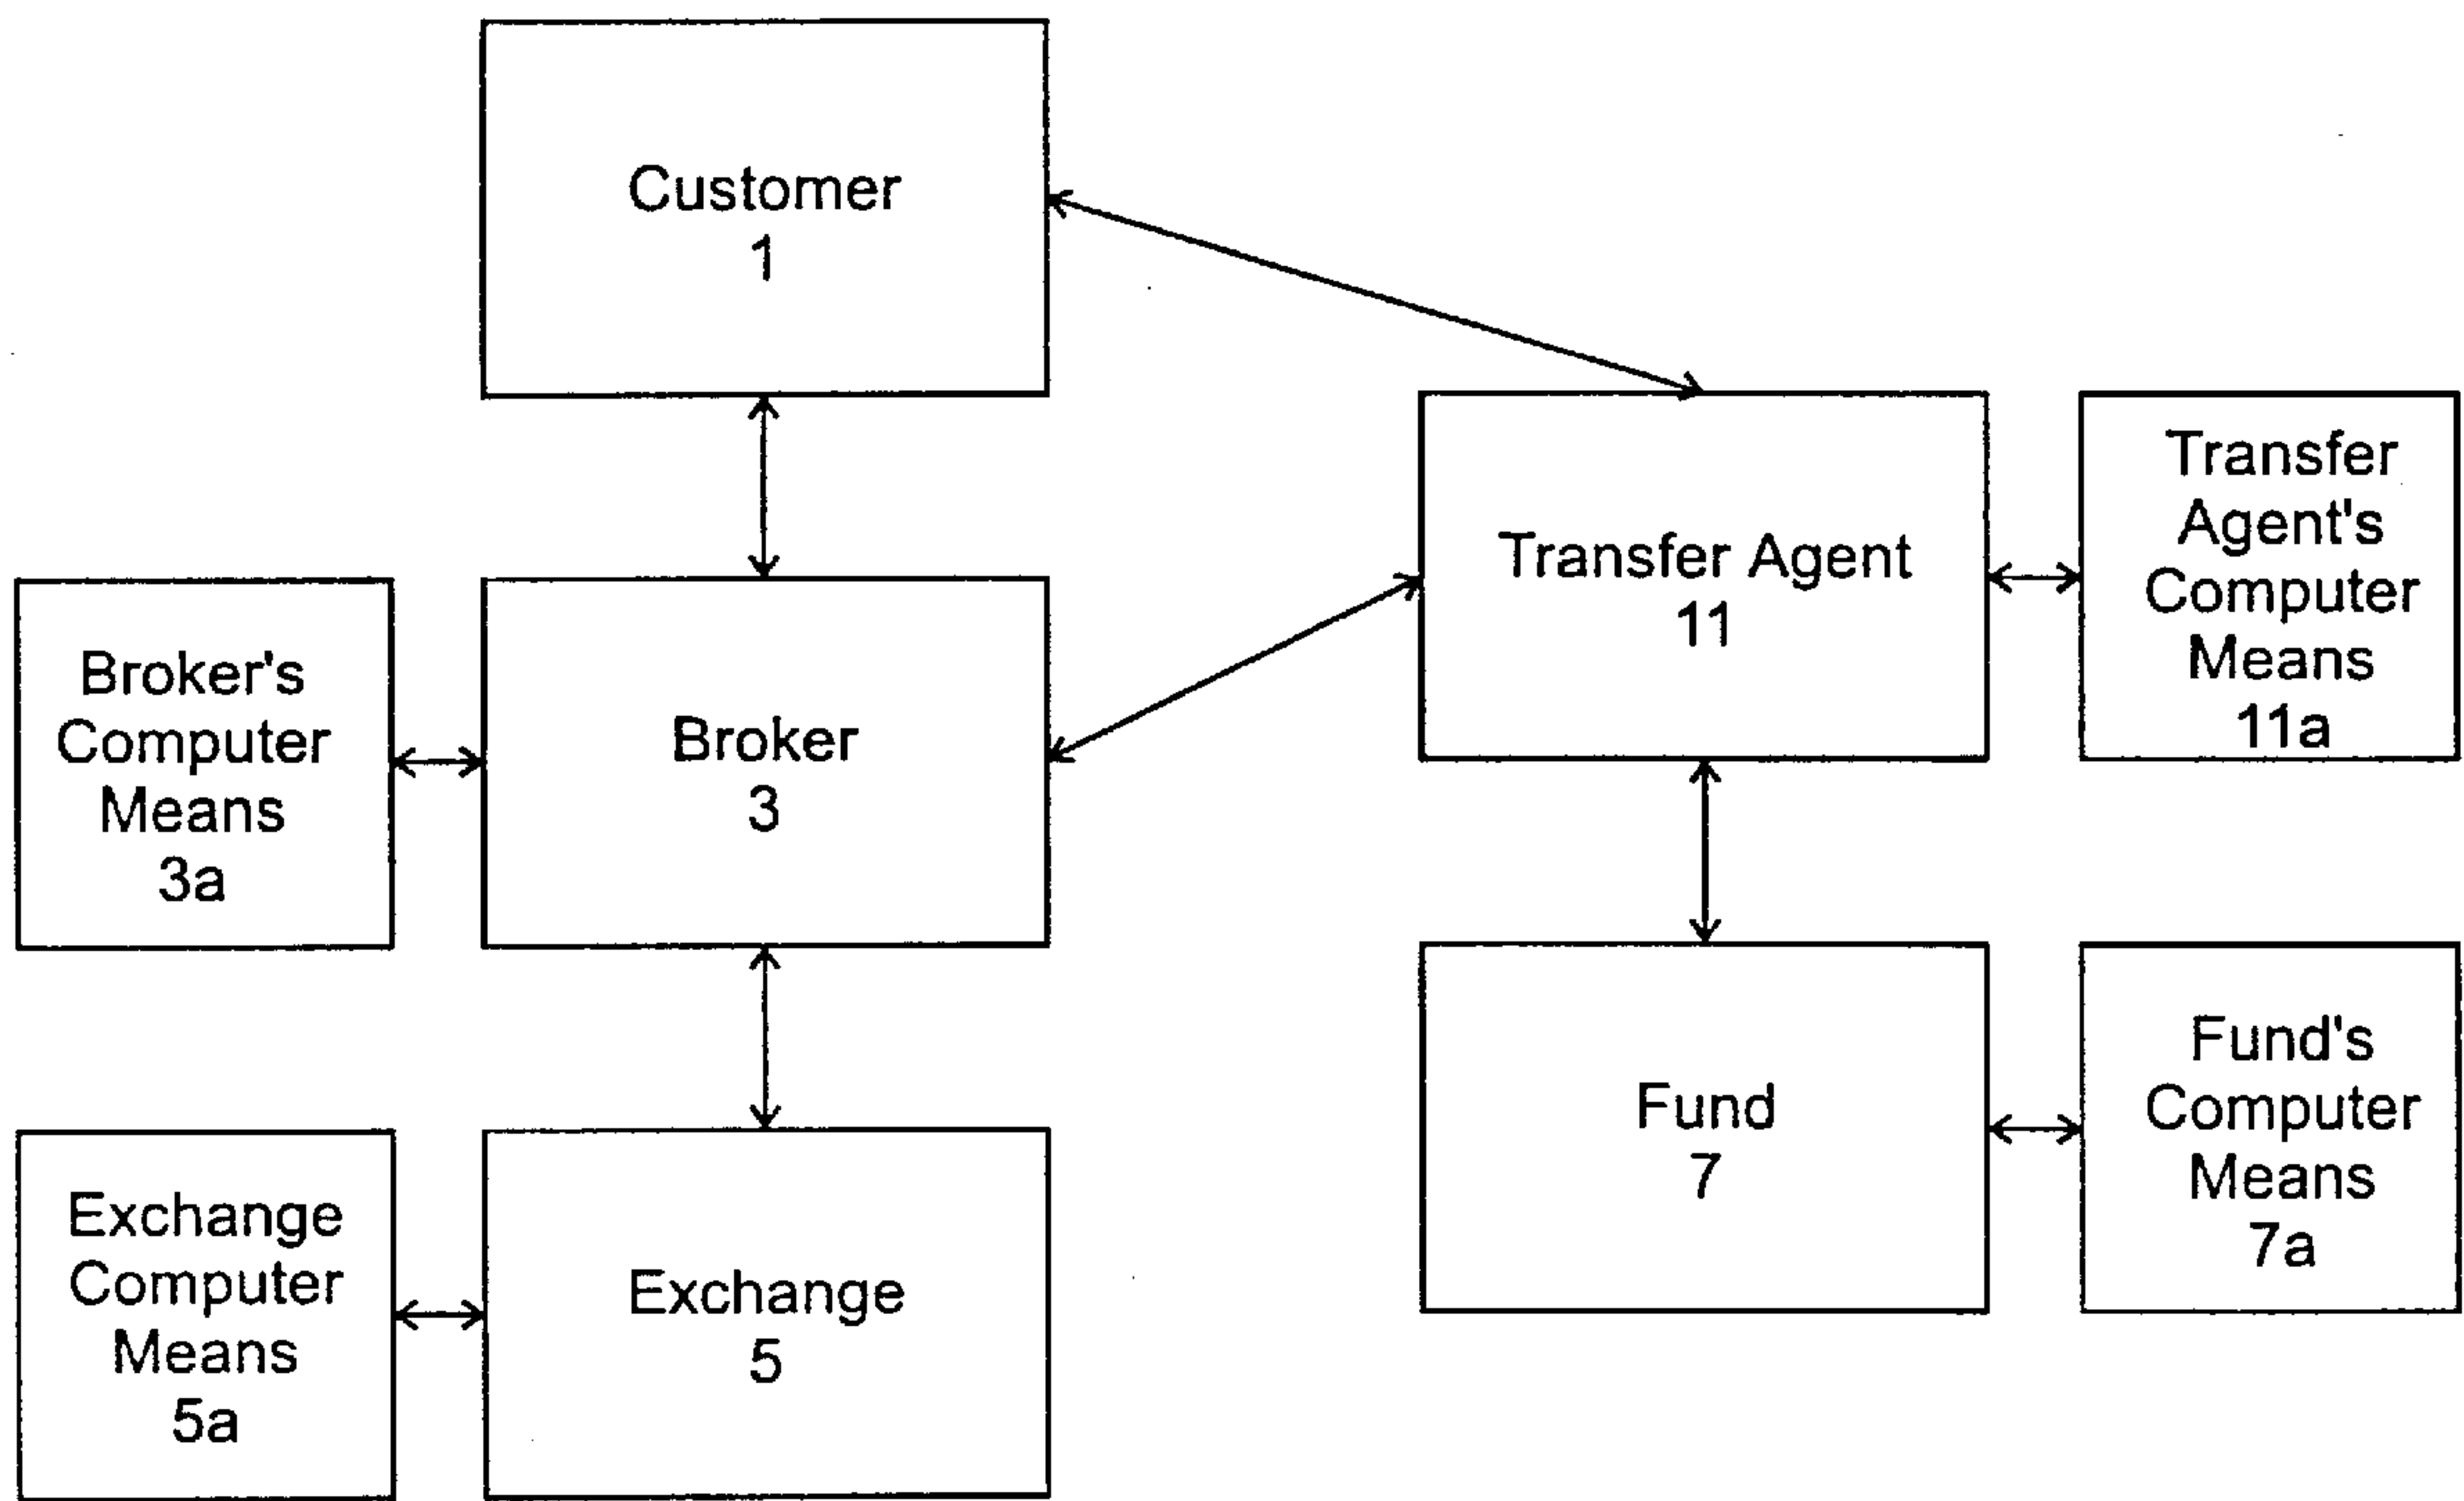 Customer
1
Transfer Agent
11
Transfer
Agent's
Computer
Means
11a
Broker's
Computer
Means
3a
Broker
3
Fund
7
Fund's
Computer
Means
7a
Exchange
Computer
Means
5a
Exchange
5